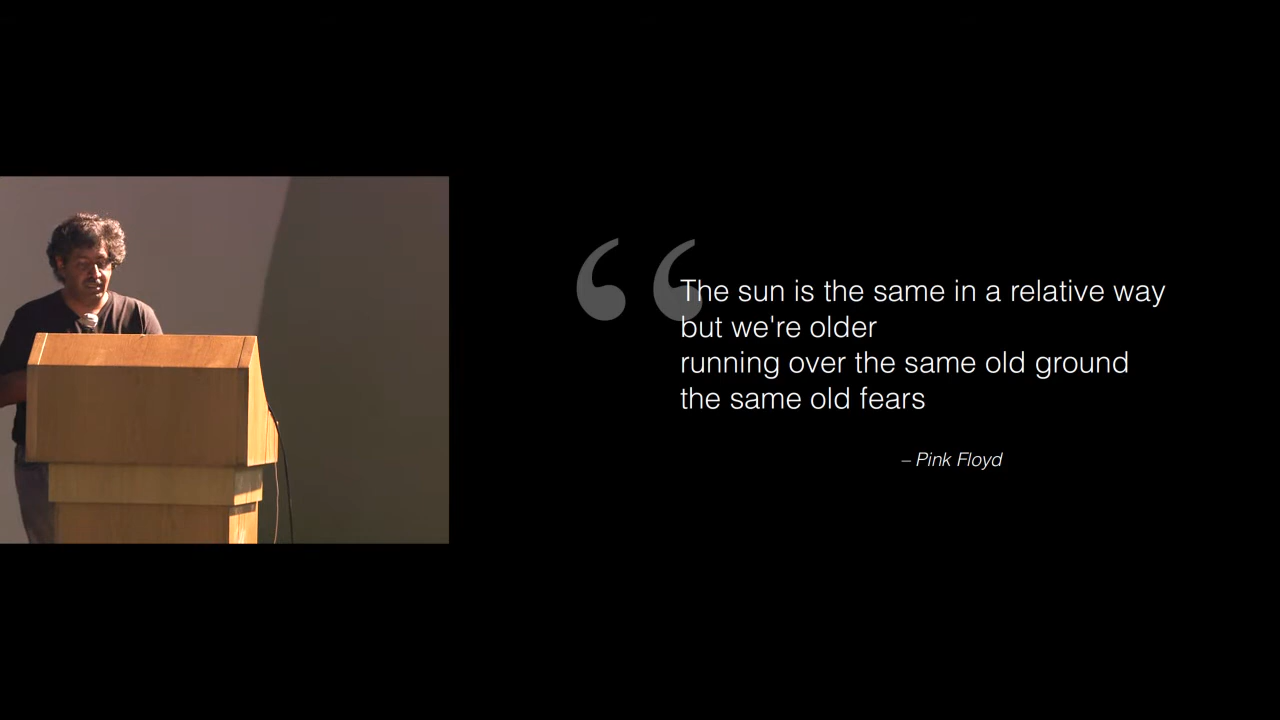 “
The sun is the same in a relative way
but we're older
running over the same old ground
the same old fears
– Pink Floyd